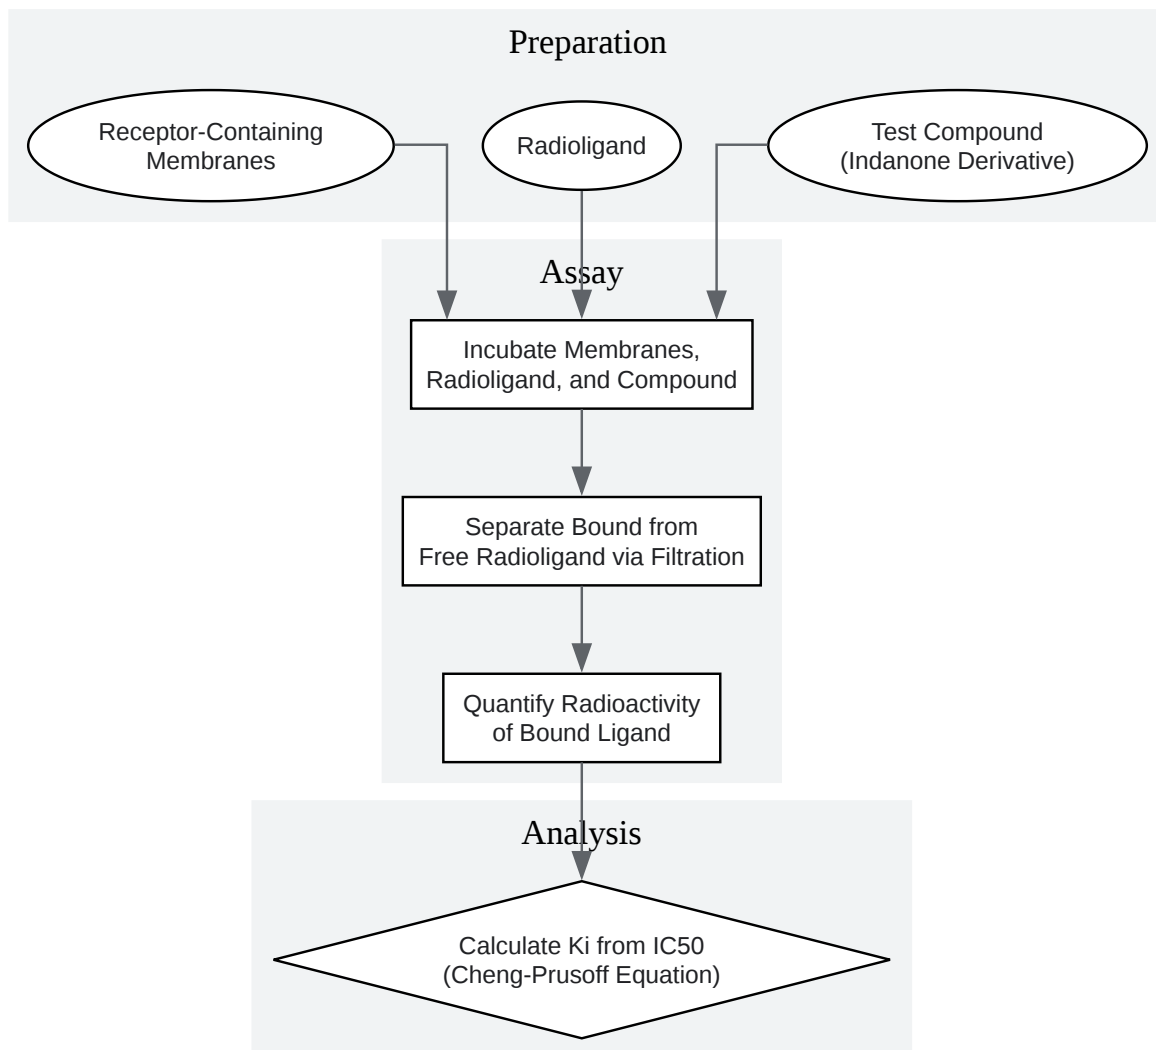 Preparation
Receptor-Containing
Membranes
Radioligand
Test Compound
(Indanone Derivative)
Assay
Incubate Membranes,
Radioligand, and Compound
Separate Bound from
Free Radioligand via Filtration
Quantify Radioactivity
of Bound Ligand
Analysis
Calculate Ki from IC50
(Cheng-Prusoff Equation)